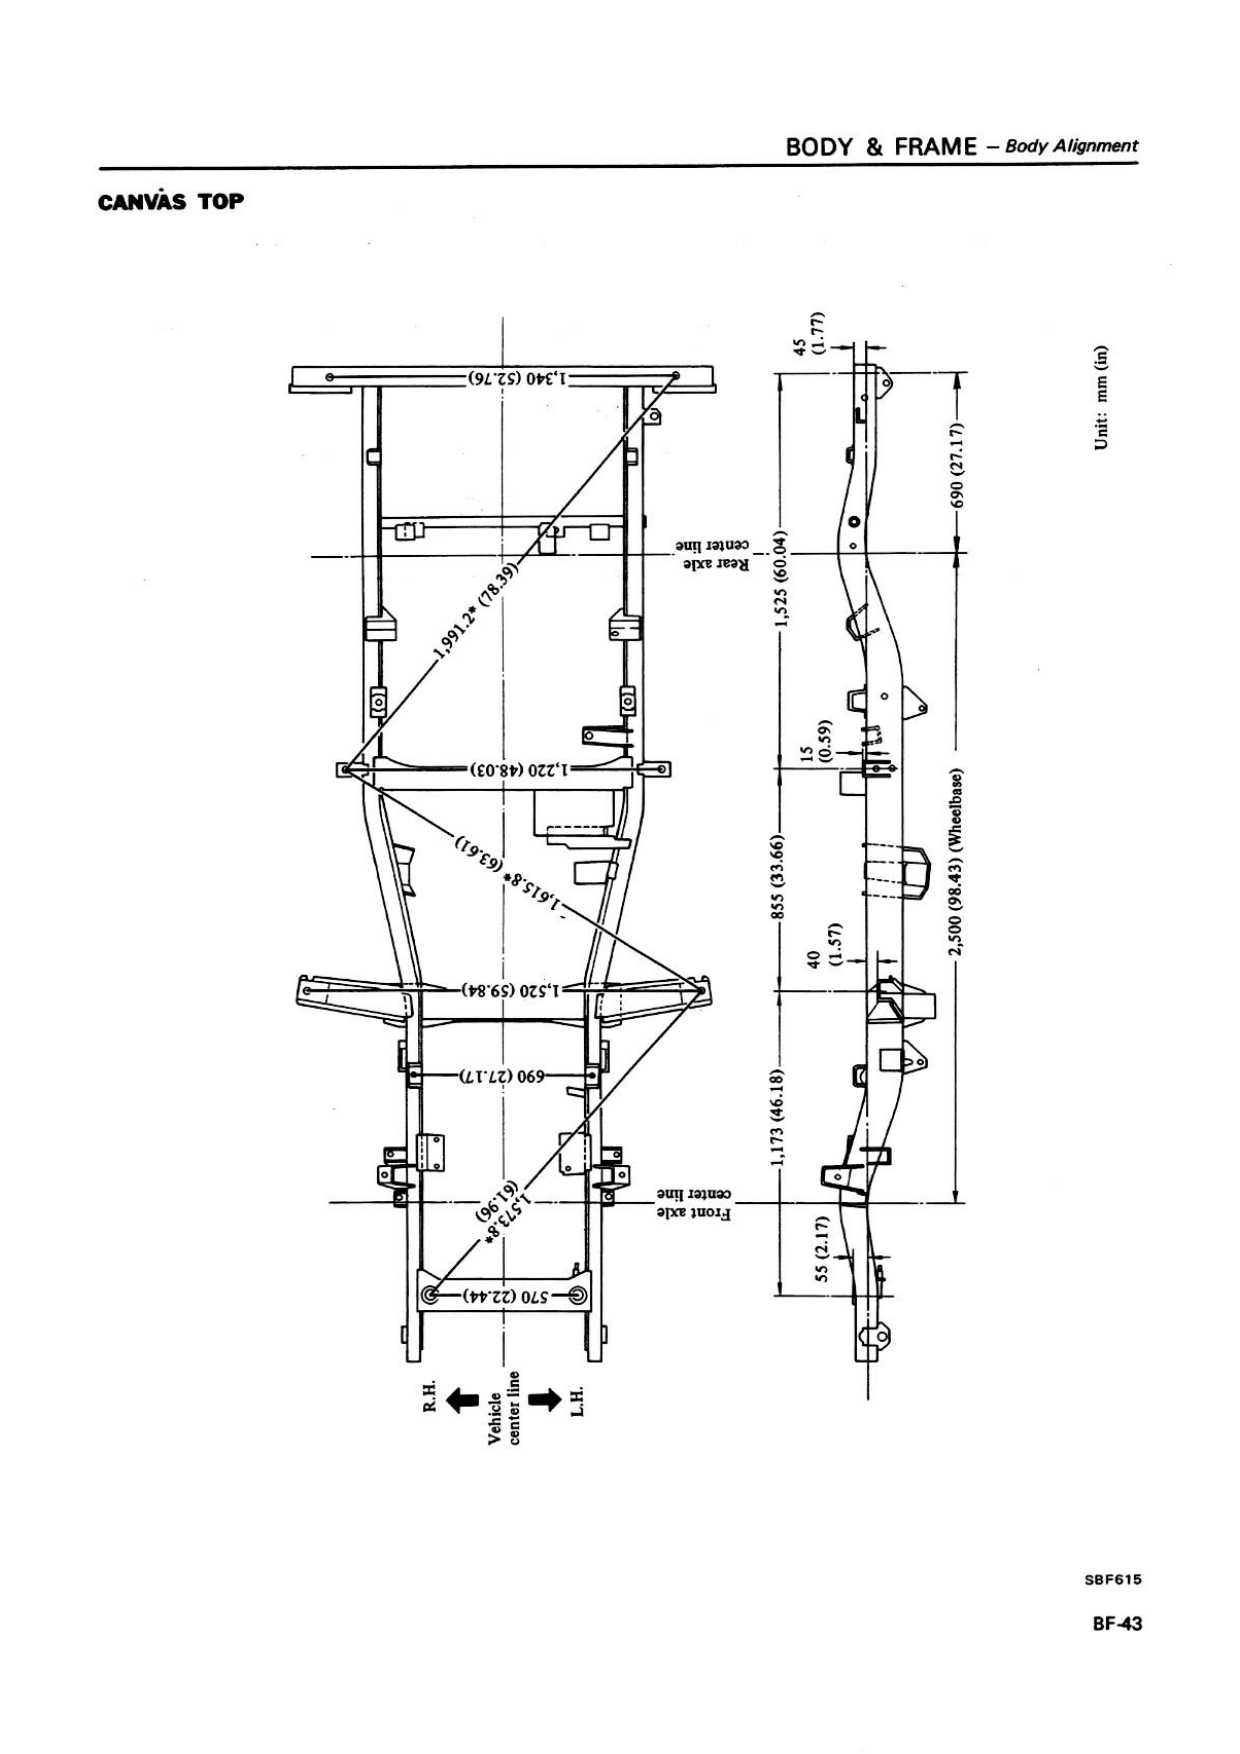 BODY & FRAME – Body Alignment
CANVAS TOP
45
(1.77)
Unit: mm (in)
1,340 (52.76)
690 (27.17)
Rear axle
center line
1,525 (60.04)
1,991.2* (78.39)
15
(0.59)
1,220 (48.03)
2,500 (98.43) (Wheelbase)
855 (33.66)
1,615.8* (63.61)
40
(1.57)
1,520 (59.84)
690 (27.17)
1,173 (46.18)
Front axle
center line
1,573.8*
(61.96)
55 (2.17)
570 (22.44)
R.H.
Vehicle
center line
L.H.
SBF615
BF-43